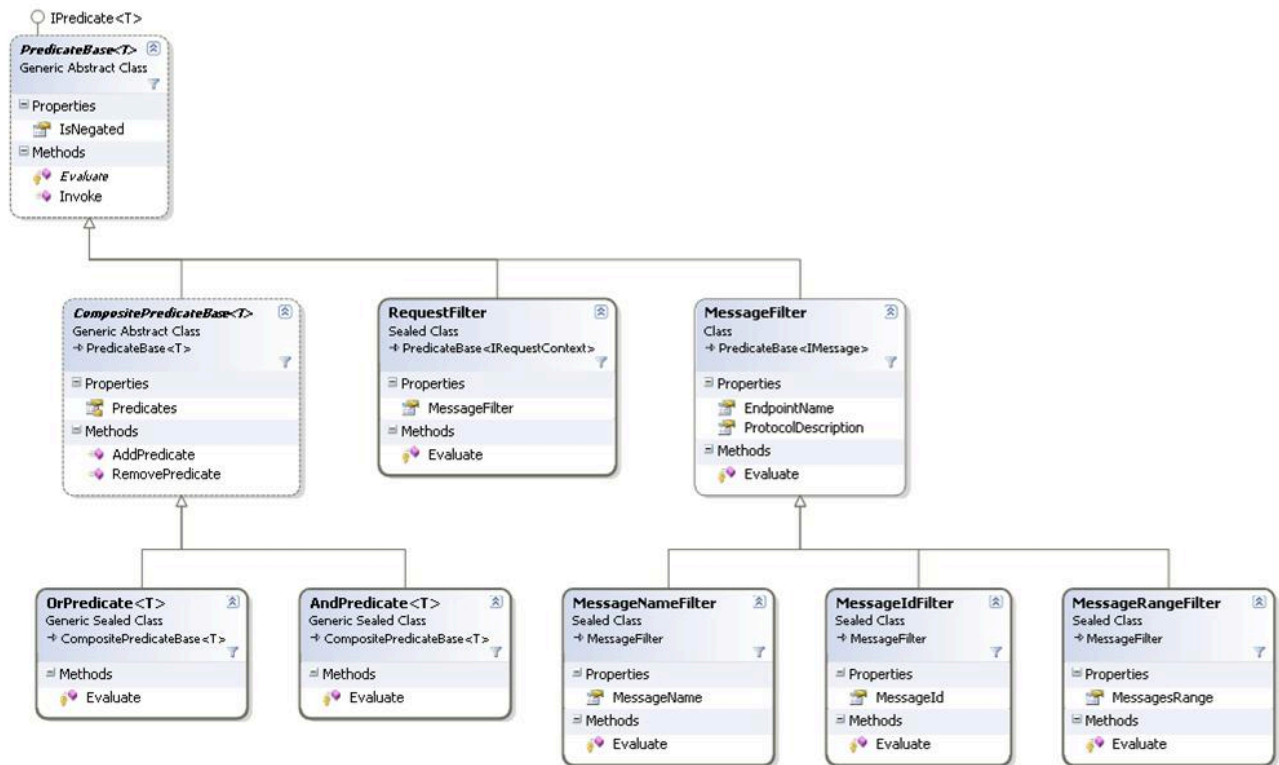 IPredicate<T>
PredicateBase<T>
Generic Abstract Class
Properties
IsNegated
Methods
Evaluate
Invoke
CompositePredicateBase<T>
Generic Abstract Class
PredicateBase<T>
Properties
Predicates
Methods
AddPredicate
RemovePredicate
RequestFilter
Sealed Class
PredicateBase<IRequestContext>
Properties
MessageFilter
Methods
Evaluate
MessageFilter
Class
PredicateBase<IMessage>
Properties
EndpointName
ProtocolDescription
Methods
Evaluate
OrPredicate<T>
Generic Sealed Class
CompositePredicateBase<T>
Methods
Evaluate
AndPredicate<T>
Generic Sealed Class
CompositePredicateBase<T>
Methods
Evaluate
MessageNameFilter
Sealed Class
MessageFilter
Properties
MessageName
Methods
Evaluate
MessageIdFilter
Sealed Class
MessageFilter
Properties
MessageId
Methods
Evaluate
MessageRangeFilter
Sealed Class
MessageFilter
Properties
MessagesRange
Methods
Evaluate